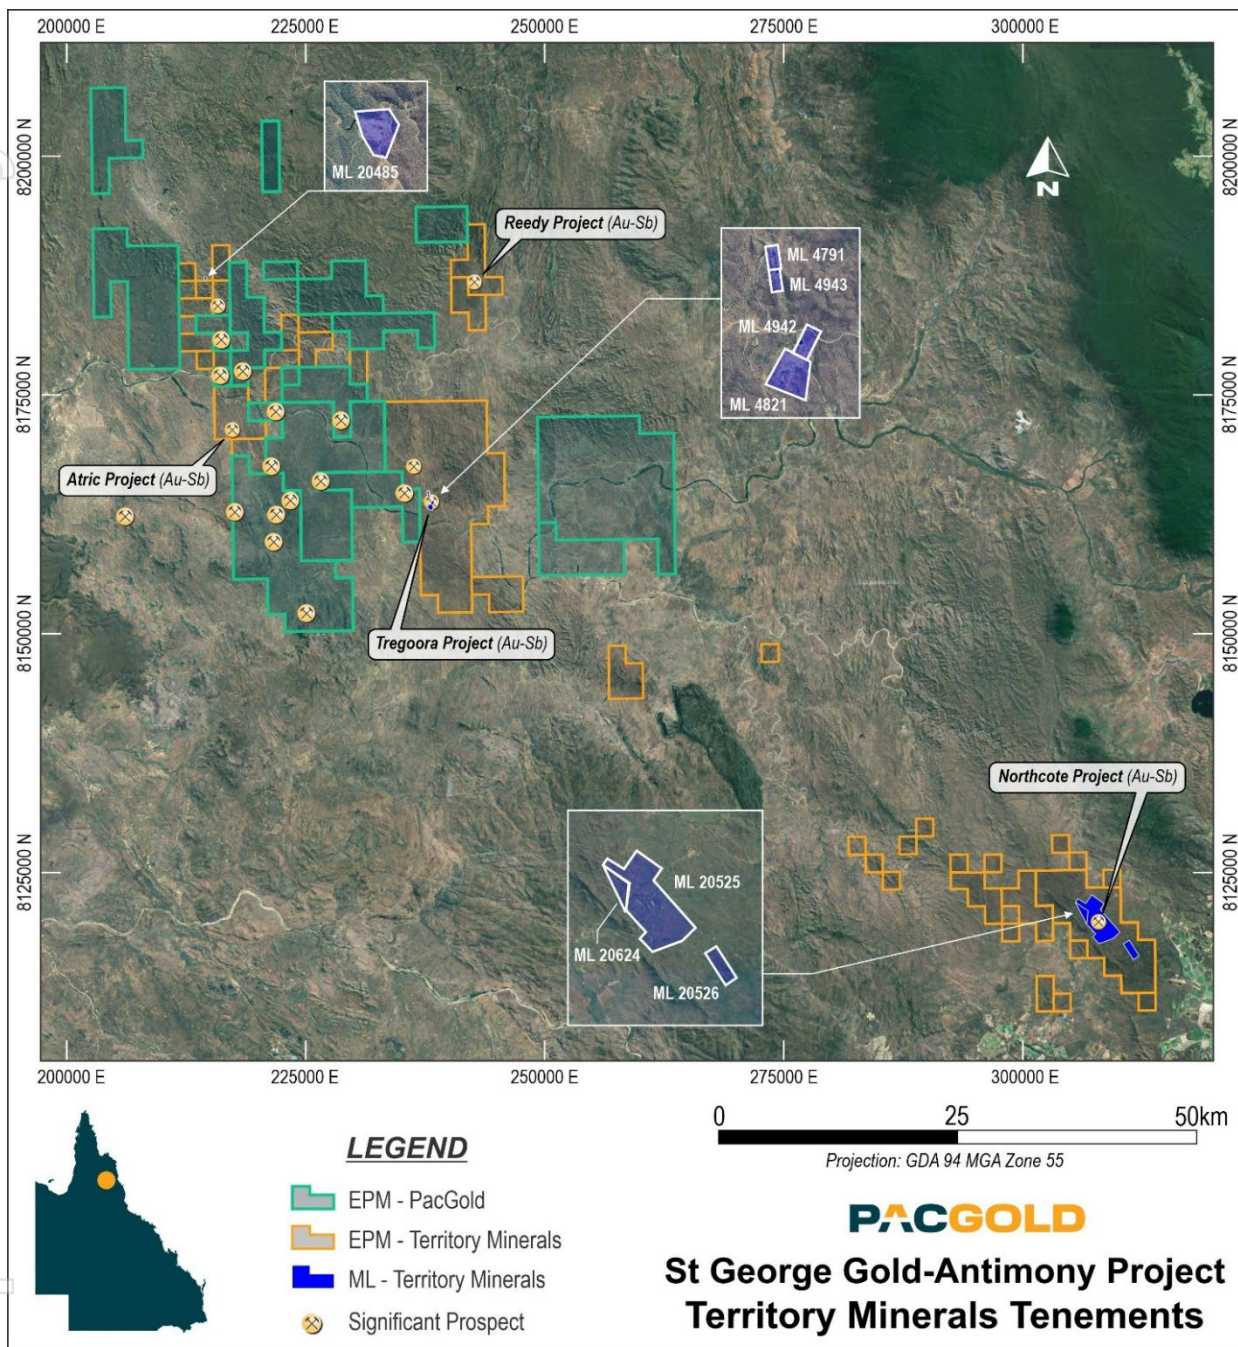 200000 E
225000 E
250000 E
275000 E
300000 E
8200000 N
8200000 N
ML 20485
N
Reedy Project (Au-Sb)
ML 4791
ML 4943
ML 4942
ML 4821
8175000 N
8175000 N
Atric Project (Au-Sb)
Tregoora Project (Au-Sb)
8150000 N
8150000 N
Northcote Project (Au-Sb)
ML 20525
ML 20624
ML 20526
8125000 N
8125000 N
200000 E
225000 E
250000 E
275000 E
300000 E
0
25
50km
Projection: GDA 94 MGA Zone 55
LEGEND
EPM - PacGold
EPM - Territory Minerals
ML - Territory Minerals
Significant Prospect
PACGOLD
St George Gold-Antimony Project
Territory Minerals Tenements